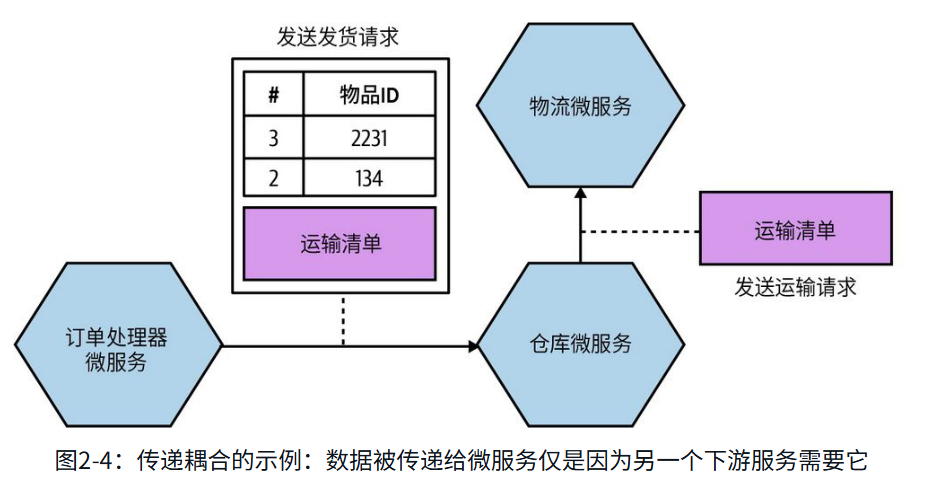 发送发货请求
# 物品ID
3 2231
2 134
运输清单
物流微服务
运输清单
发送运输请求
订单处理器
微服务
仓库微服务
图2-4：传递耦合的示例：数据被传递给微服务仅是因为另一个下游服务需要它